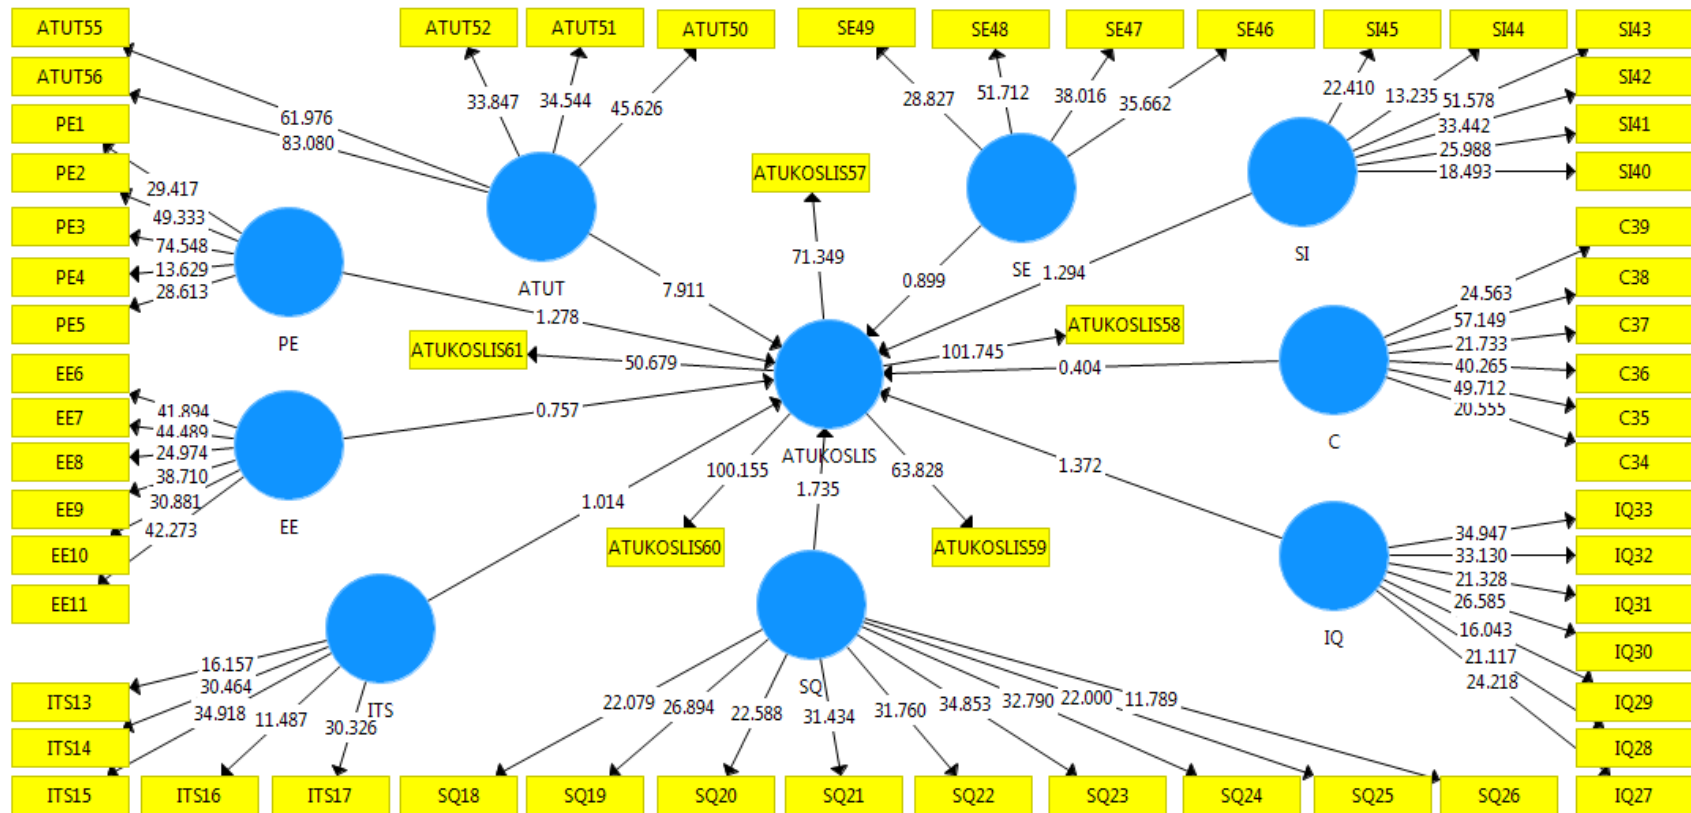 ATUT55
ATUT52
ATUT51
ATUT50
SE49
SE48
SE47
SE46
SI45
SI44
SI43
ATUT56
SI42
PE1
SI41
PE2
SI40
PE3
C39
PE4
C38
PE5
C37
EE6
C36
EE7
C35
EE8
C34
EE9
IQ33
EE10
IQ32
EE11
IQ31
IQ30
ITS13
IQ29
ITS14
IQ28
ITS15
ITS16
ITS17
SQ18
SQ19
SQ20
SQ21
SQ22
SQ23
SQ24
SQ25
SQ26
IQ27
61.976
83.080
33.847
34.544
45.626
ATUT
7.911
28.827
51.712
38.016
35.662
SE
0.899
22.410
13.235
51.578
33.442
25.988
18.493
SI
1.294
29.417
49.333
74.548
13.629
28.613
PE
1.278
ATUKOSLIS57
71.349
ATUKOSLIS58
101.745
ATUKOSLIS61
50.679
ATUKOSLIS
100.155
ATUKOSLIS60
63.828
ATUKOSLIS59
24.563
57.149
21.733
40.265
49.712
20.555
C
0.404
41.894
44.489
24.974
38.710
30.881
42.273
EE
0.757
34.947
33.130
21.328
26.585
16.043
21.117
24.218
IQ
1.372
16.157
30.464
34.918
11.487
30.326
ITS
1.014
1.735
SQ
22.079
26.894
22.588
31.434
31.760
34.853
32.790
22.000
11.789